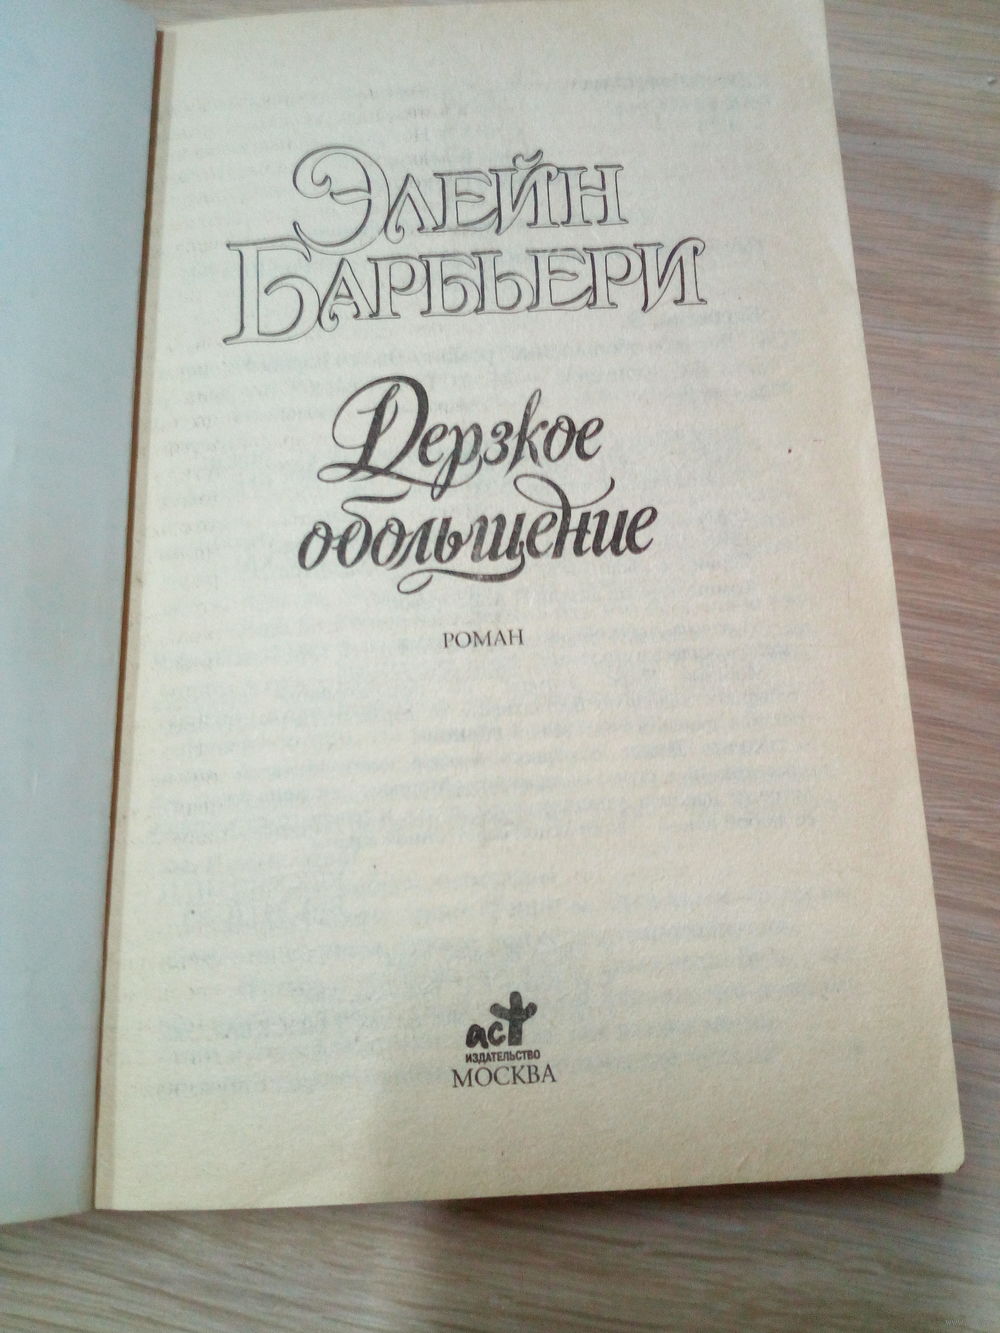 ЭЛЕЙН
БАРБЬЕРИ
Дерзкое
обольщение
РОМАН
аст
ИЗДАТЕЛЬСТВО
МОСКВА